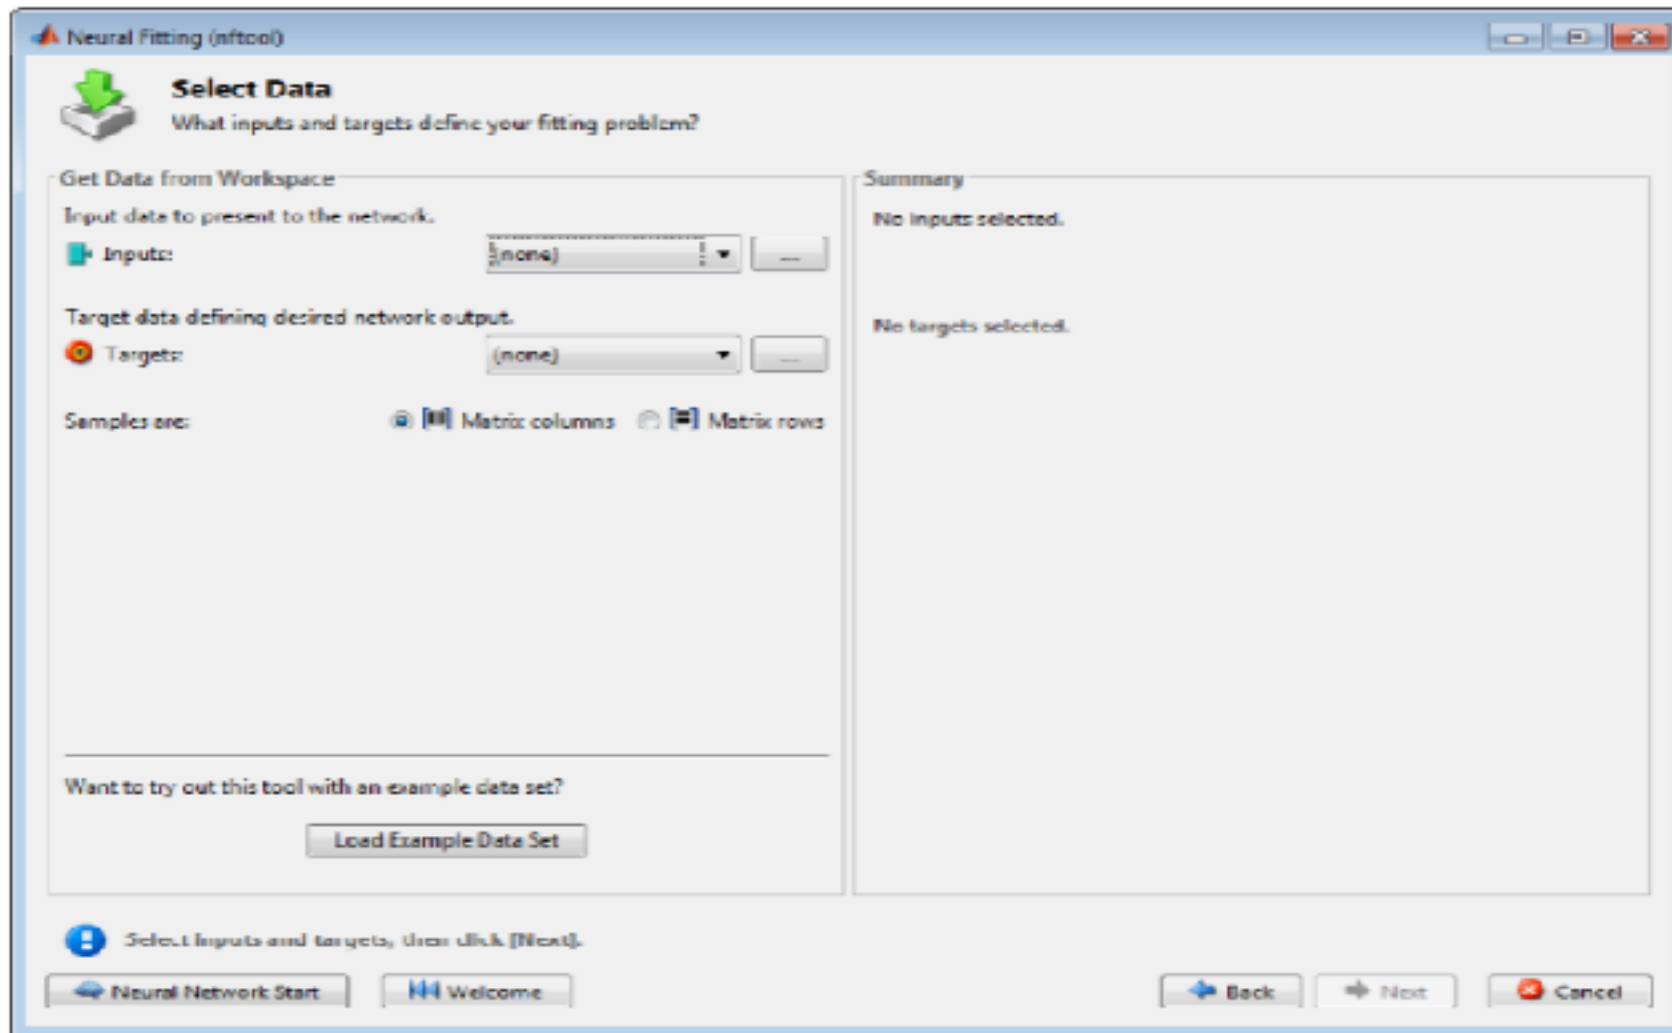 Neural Fitting (nftool)
Select Data
What inputs and targets define your fitting problem?
Get Data from Workspace
Input data to present to the network.
Inputs: (none) ...
Target data defining desired network output.
Targets: (none) ...
Samples are: Matrix columns Matrix rows
Want to try out this tool with an example data set?
Load Example Data Set
Summary
No inputs selected.
No targets selected.
Select inputs and targets, then click [Next].
Neural Network Start Welcome Back Next Cancel